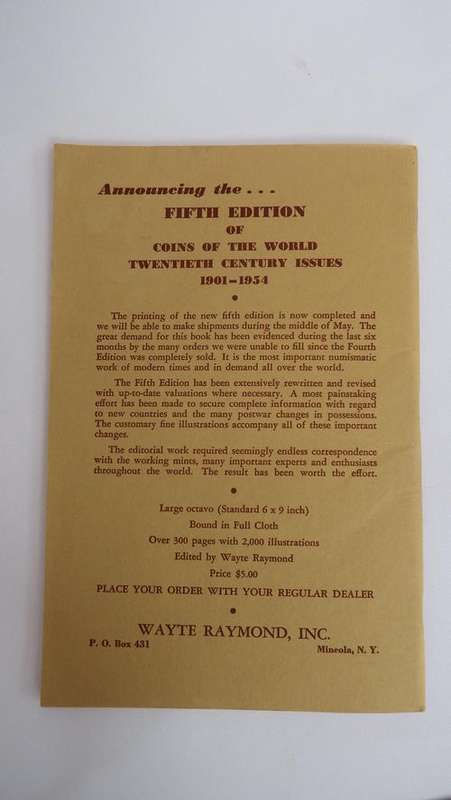 Announcing the . . .
FIFTH EDITION
OF
COINS OF THE WORLD
TWENTIETH CENTURY ISSUES
1901–1954
The printing of the new fifth edition is now completed and
we will be able to make shipments during the middle of May. The
great demand for this book has been evidenced during the last six
months by the many orders we were unable to fill since the Fourth
Edition was completely sold. It is the most important numismatic
work of modern times and in demand all over the world.
The Fifth Edition has been extensively rewritten and revised
with up-to-date valuations where necessary. A most painstaking
effort has been made to secure complete information with regard
to new countries and the many postwar changes in possessions.
The customary fine illustrations accompany all of these important
changes.
The editorial work required seemingly endless correspondence
with the working mints, many important experts and enthusiasts
throughout the world. The result has been worth the effort.
Large octavo (Standard 6 x 9 inch)
Bound in Full Cloth
Over 300 pages with 2,000 illustrations
Edited by Wayte Raymond
Price $5.00
PLACE YOUR ORDER WITH YOUR REGULAR DEALER
WAYTE RAYMOND, INC.
P. O. Box 431
Mineola, N. Y.